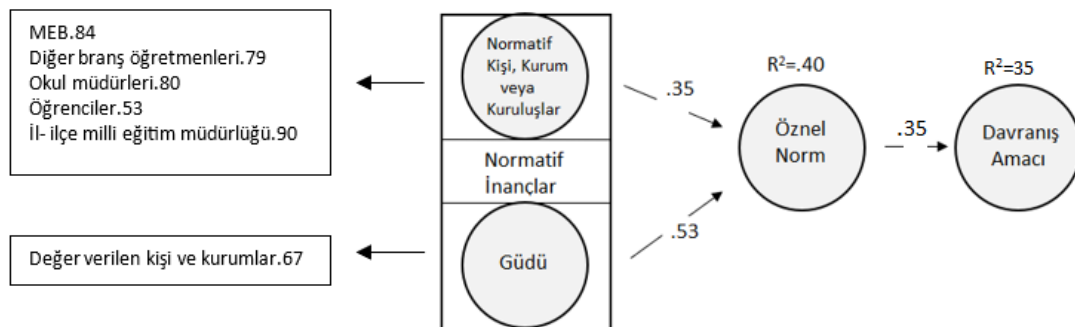 MEB.84
Diğer branş öğretmenleri.79
Okul müdürleri.80
Öğrenciler.53
İl- ilçe milli eğitim müdürlüğü.90
Değer verilen kişi ve kurumlar.67
Normatif
Kişi, Kurum
veya
Kuruluşlar
Normatif
İnançlar
Güdü
.35
.53
R²=.40
Öznel
Norm
.35
R²=35
Davranış
Amacı